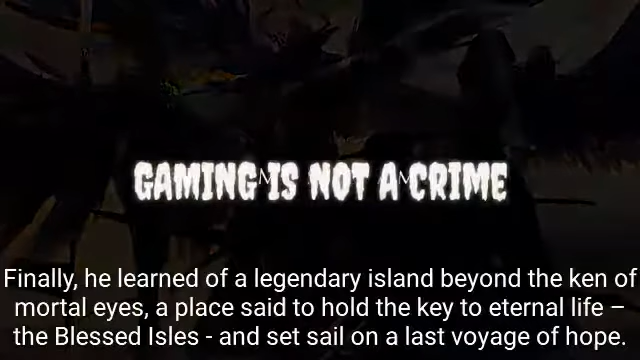 GAMING IS NOT A CRIME
Finally, he learned of a legendary island beyond the ken of
mortal eyes, a place said to hold the key to eternal life –
the Blessed Isles - and set sail on a last voyage of hope.